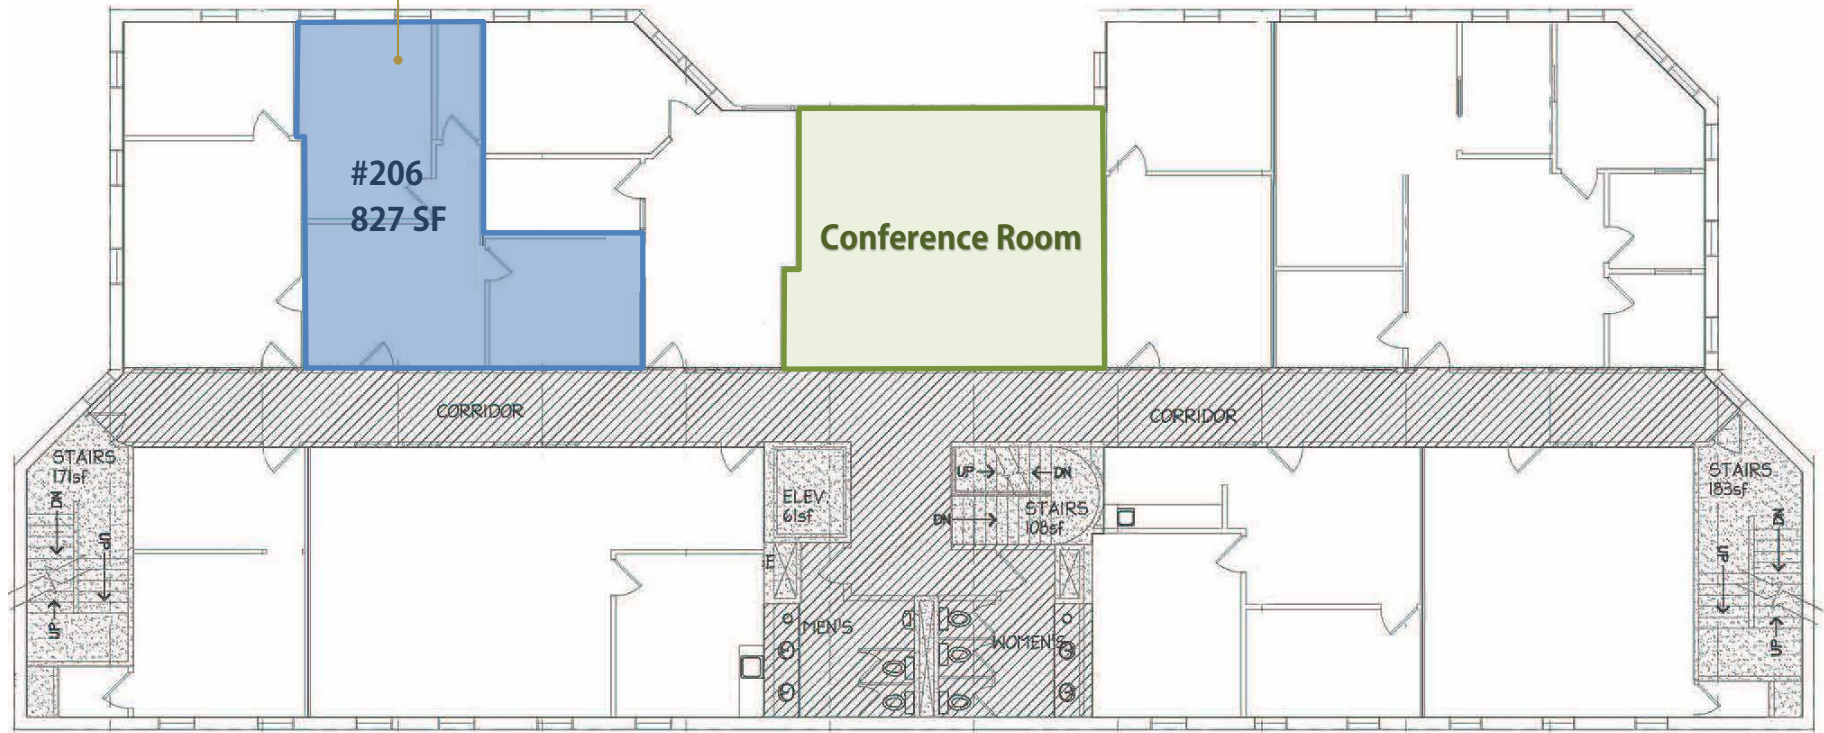 #206
827 SF
Conference Room
CORRIDOR
CORRIDOR
STAIRS
171sf
DN
UP
UP
ELEV.
61sf
UP
DN
STAIRS
108sf
DN
STAIRS
183sf
DN
UP
UP
E
MEN'S
WOMEN'S